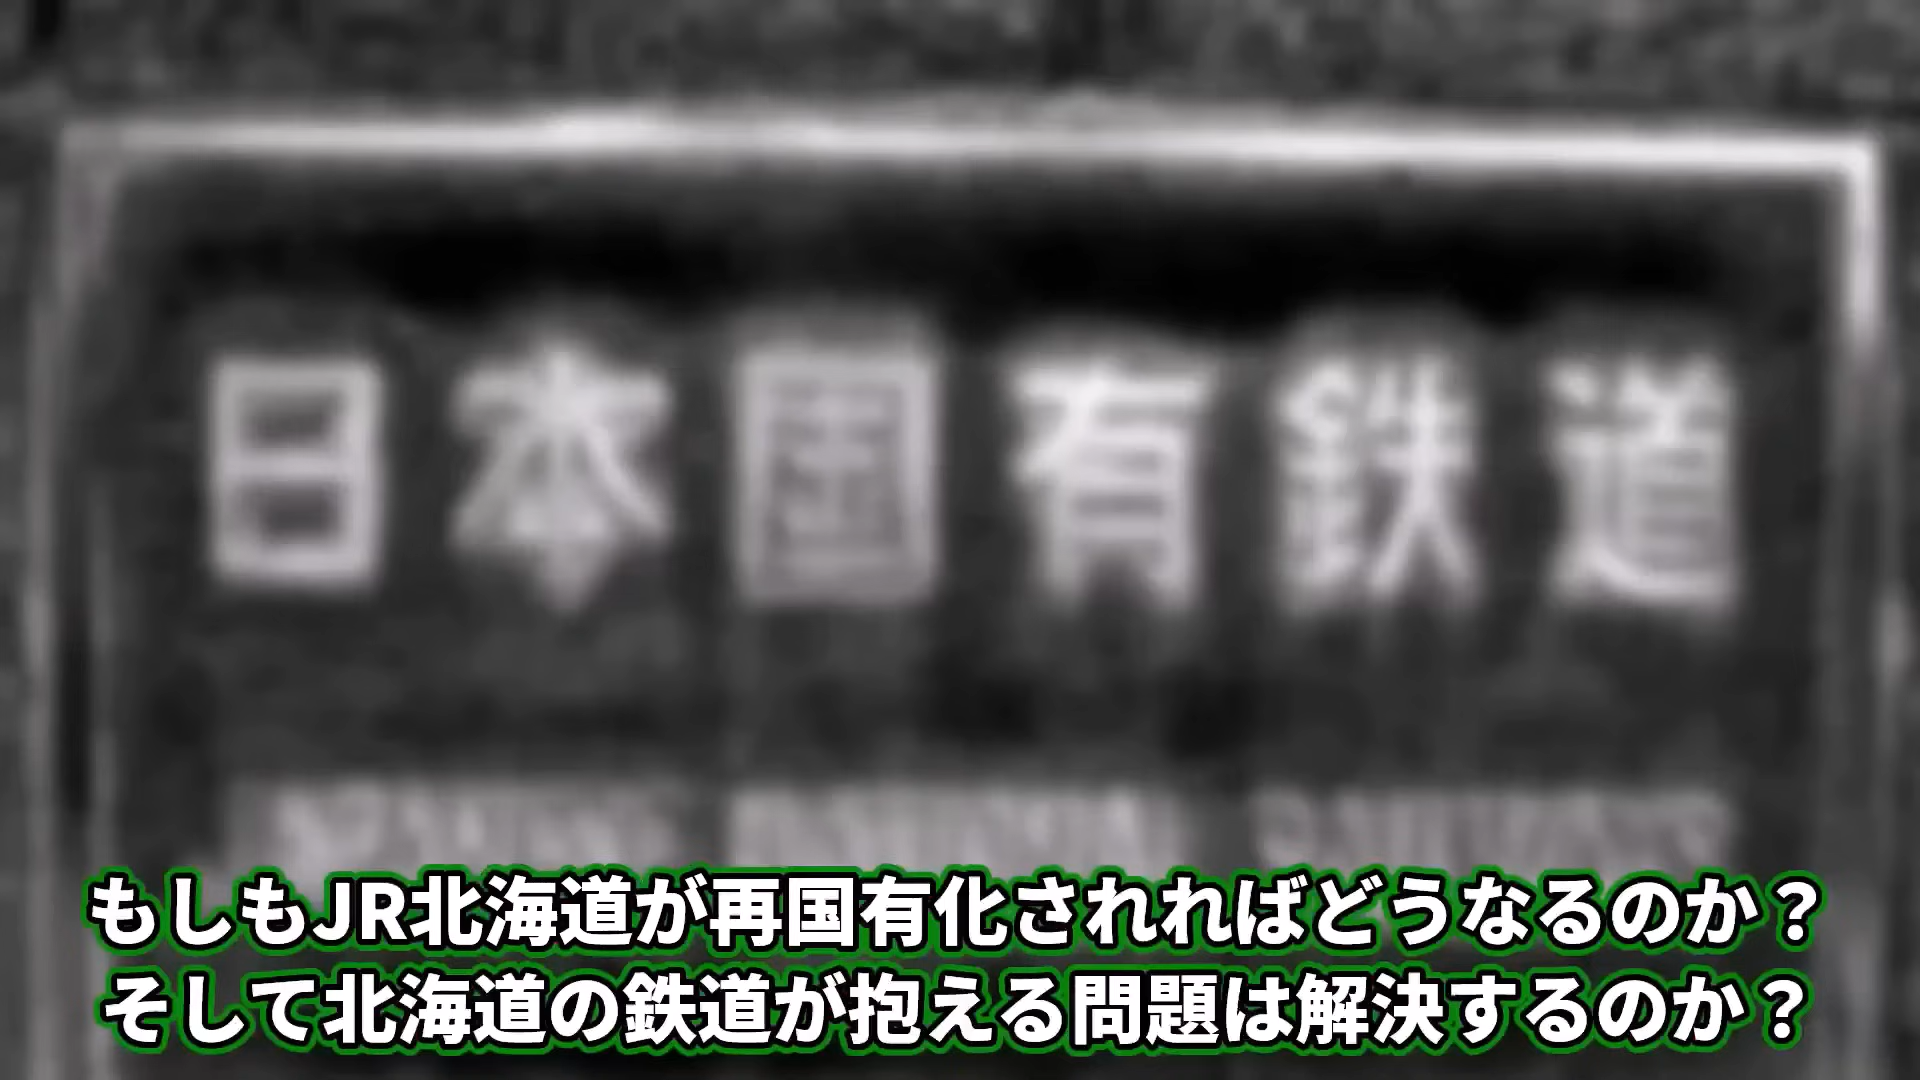 日本国有鉄道
もしもJR北海道が再国有化されればどうなるのか？
そして北海道の鉄道が抱える問題は解決するのか？